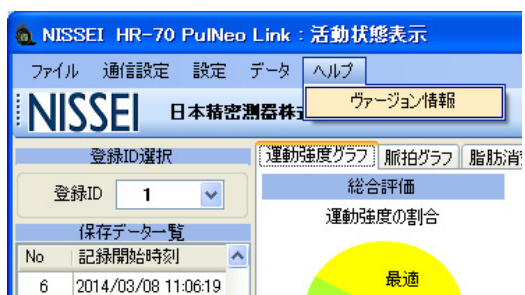 NISSEI HR-70 PulNeo Link：活動状態表示
ファイル 通信設定 設定 データ ヘルプ
ヴァージョン情報
NISSEI 日本精密測器株
登録ID選択
登録ID 1
保存データ一覧
No 記録開始時刻
6 2014/03/08 11:06:19
運動強度グラフ 脈拍グラフ 脂肪消
総合評価
運動強度の割合
最適